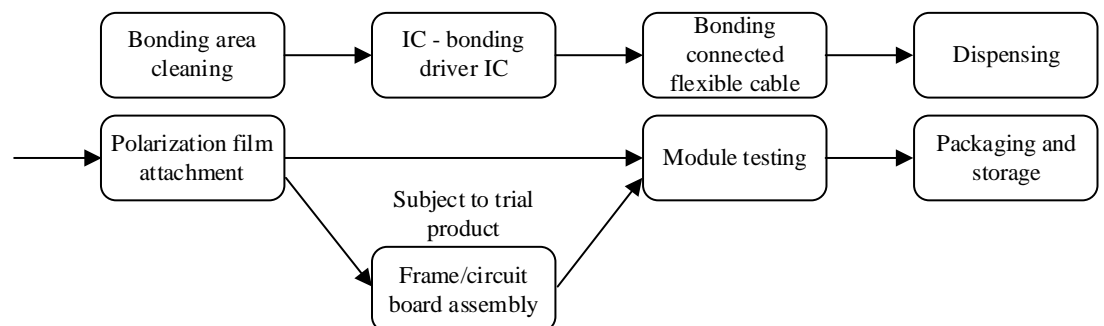 Bonding area
cleaning
IC - bonding
driver IC
Bonding
connected
flexible cable
Dispensing
Polarization film
attachment
Module testing
Packaging and
storage
Subject to trial
product
Frame/circuit
board assembly